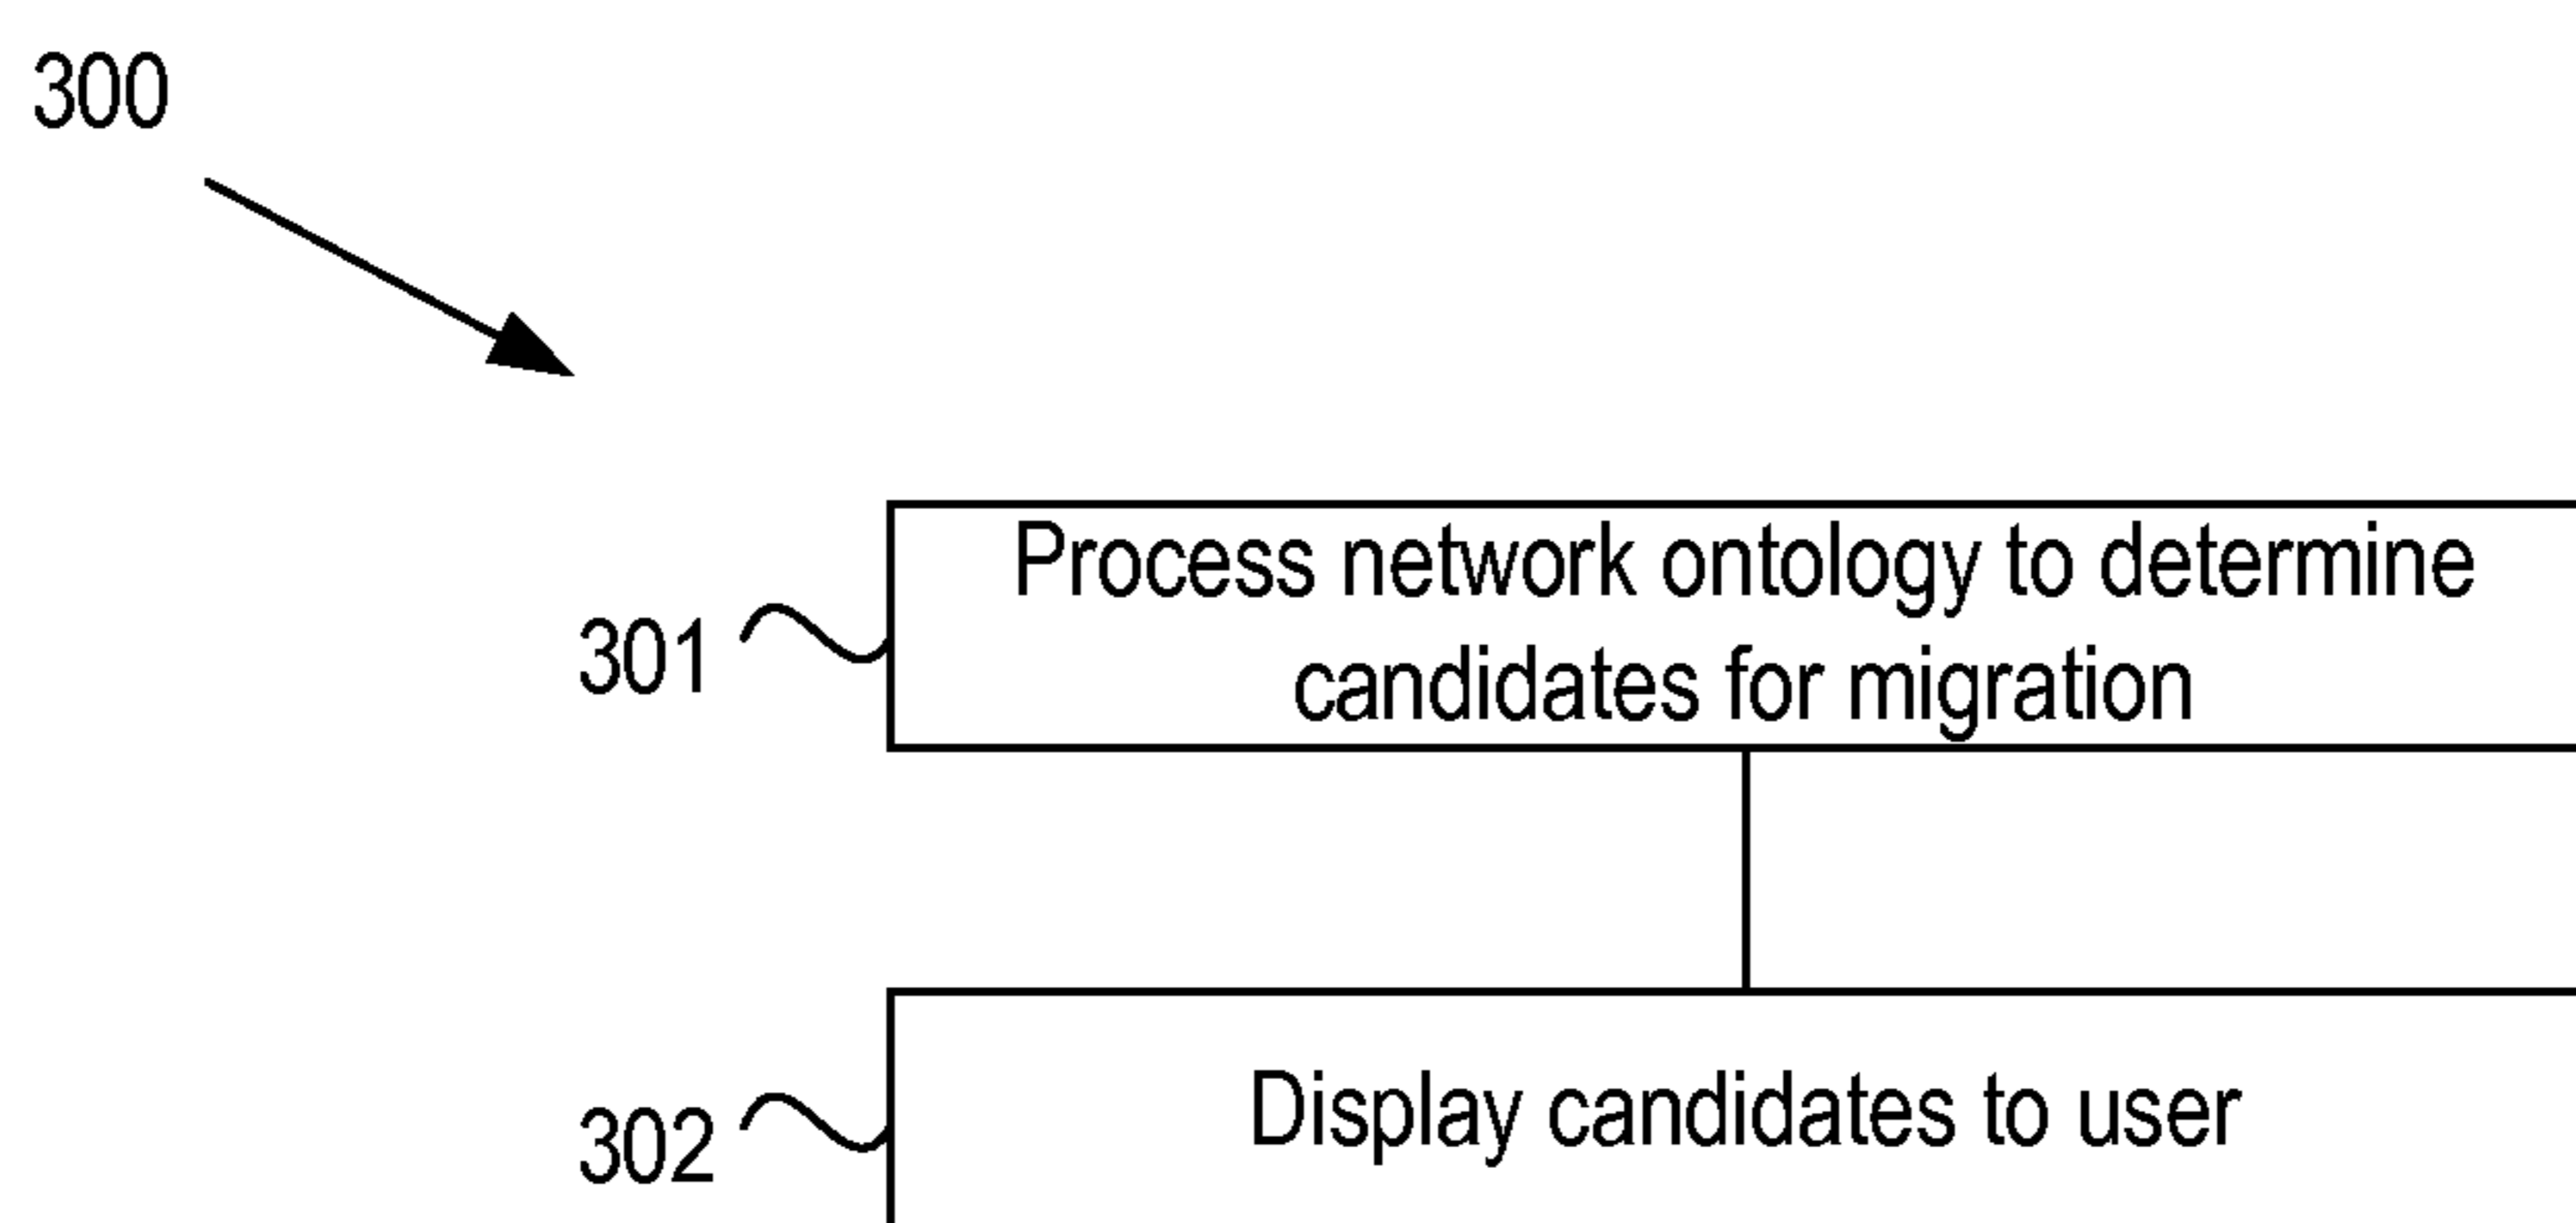 300
Process network ontology to determine
candidates for migration
301
Display candidates to user
302